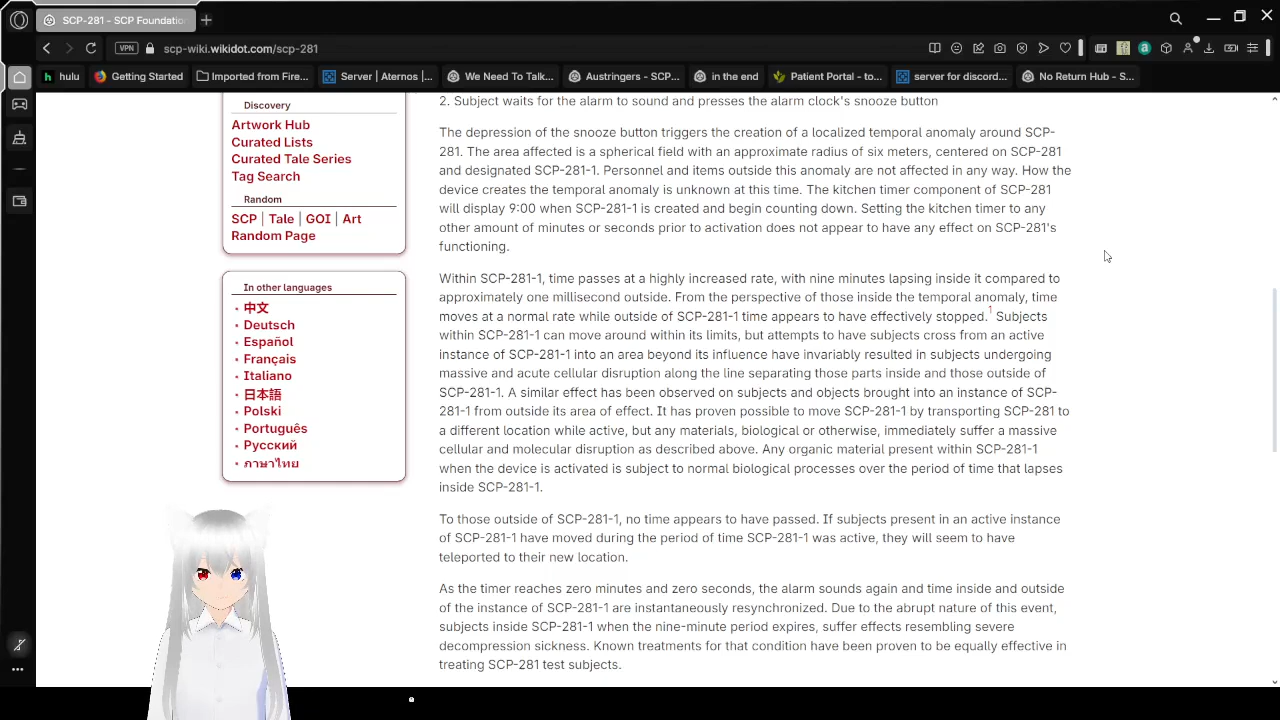 SCP-281 - SCP Foundation
VPN
scp-wiki.wikidot.com/scp-281
hulu
Getting Started
Imported from Fire...
Server | Aternos |...
We Need To Talk...
Austringers - SCP...
in the end
Patient Portal - to...
server for discord...
No Return Hub - S...
Discovery
Artwork Hub
Curated Lists
Curated Tale Series
Tag Search
Random
SCP | Tale | GOI | Art
Random Page
In other languages
中文
Deutsch
Español
Français
Italiano
日本語
Polski
Português
Русский
ภาษาไทย
2. Subject waits for the alarm to sound and presses the alarm clock's snooze button
The depression of the snooze button triggers the creation of a localized temporal anomaly around SCP-
281. The area affected is a spherical field with an approximate radius of six meters, centered on SCP-281
and designated SCP-281-1. Personnel and items outside this anomaly are not affected in any way. How the
device creates the temporal anomaly is unknown at this time. The kitchen timer component of SCP-281
will display 9:00 when SCP-281-1 is created and begin counting down. Setting the kitchen timer to any
other amount of minutes or seconds prior to activation does not appear to have any effect on SCP-281's
functioning.
Within SCP-281-1, time passes at a highly increased rate, with nine minutes lapsing inside it compared to
approximately one millisecond outside. From the perspective of those inside the temporal anomaly, time
moves at a normal rate while outside of SCP-281-1 time appears to have effectively stopped.1 Subjects
within SCP-281-1 can move around within its limits, but attempts to have subjects cross from an active
instance of SCP-281-1 into an area beyond its influence have invariably resulted in subjects undergoing
massive and acute cellular disruption along the line separating those parts inside and those outside of
SCP-281-1. A similar effect has been observed on subjects and objects brought into an instance of SCP-
281-1 from outside its area of effect. It has proven possible to move SCP-281-1 by transporting SCP-281 to
a different location while active, but any materials, biological or otherwise, immediately suffer a massive
cellular and molecular disruption as described above. Any organic material present within SCP-281-1
when the device is activated is subject to normal biological processes over the period of time that lapses
inside SCP-281-1.
To those outside of SCP-281-1, no time appears to have passed. If subjects present in an active instance
of SCP-281-1 have moved during the period of time SCP-281-1 was active, they will seem to have
teleported to their new location.
As the timer reaches zero minutes and zero seconds, the alarm sounds again and time inside and outside
of the instance of SCP-281-1 are instantaneously resynchronized. Due to the abrupt nature of this event,
subjects inside SCP-281-1 when the nine-minute period expires, suffer effects resembling severe
decompression sickness. Known treatments for that condition have been proven to be equally effective in
treating SCP-281 test subjects.